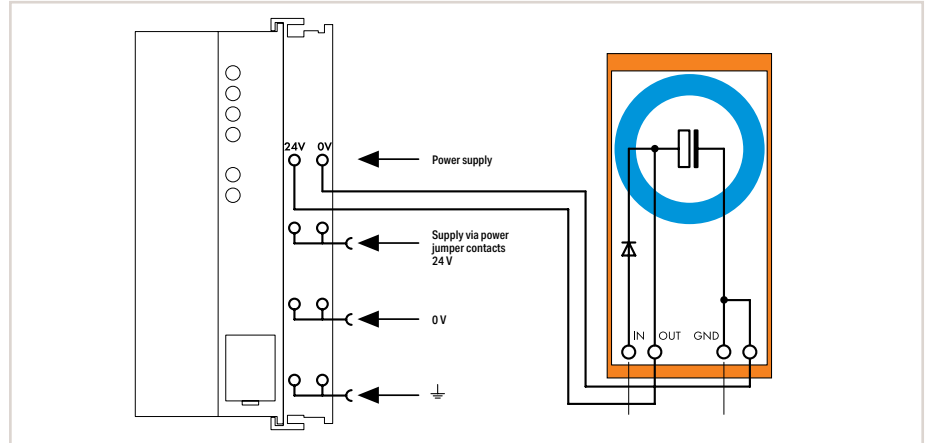 24V 0V
Power supply
Supply via power
jumper contacts
24 V
0 V
IN OUT GND